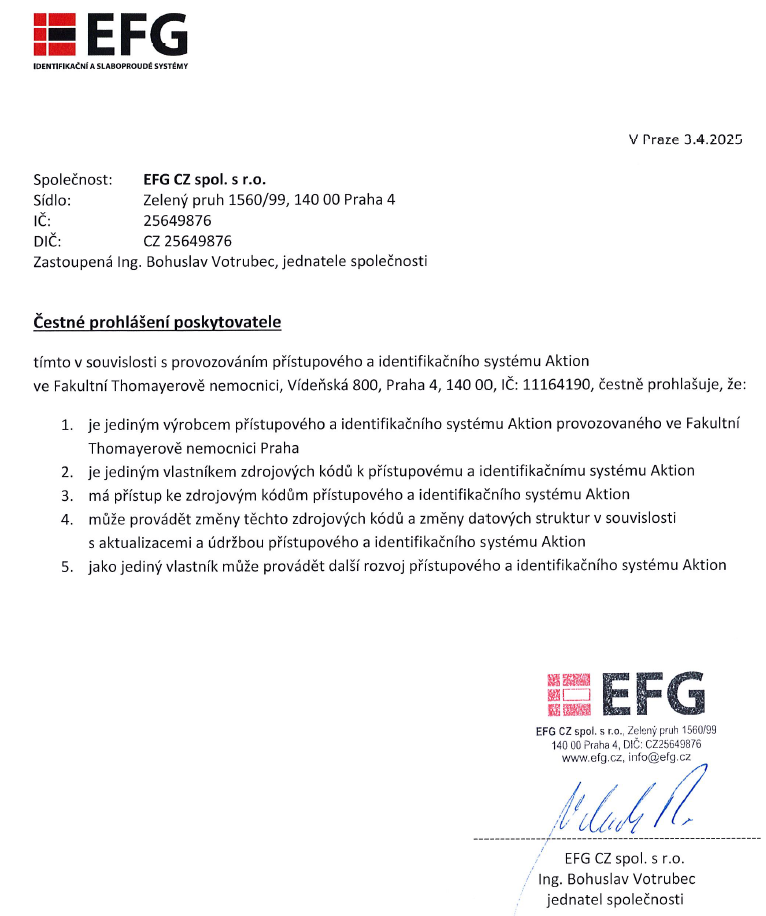 EFG
IDENTIFIKAČNÍ A SLABOPROUDÉ SYSTÉMY
V Praze 3.4.2025
Společnost: EFG CZ spol. s r.o.
Sídlo: Zelený pruh 1560/99, 140 00 Praha 4
IČ: 25649876
DIČ: CZ 25649876
Zastoupená Ing. Bohuslav Votrubec, jednatele společnosti
Čestné prohlášení poskytovatele
tímto v souvislosti s provozováním přístupového a identifikačního systému Aktion
ve Fakultní Thomayerově nemocnici, Vídeňská 800, Praha 4, 140 00, IČ: 11164190, čestně prohlašuje, že:
1. je jediným výrobcem přístupového a identifikačního systému Aktion provozovaného ve Fakultní
Thomayerově nemocnici Praha
2. je jediným vlastníkem zdrojových kódů k přístupovému a identifikačnímu systému Aktion
3. má přístup ke zdrojovým kódům přístupového a identifikačního systému Aktion
4. může provádět změny těchto zdrojových kódů a změny datových struktur v souvislosti
s aktualizacemi a údržbou přístupového a identifikačního systému Aktion
5. jako jediný vlastník může provádět další rozvoj přístupového a identifikačního systému Aktion
EFG
EFG CZ spol. s r.o., Zelený pruh 1560/99
140 00 Praha 4, DIČ: CZ25649876
www.efg.cz, info@efg.cz
EFG CZ spol. s r.o.
Ing. Bohuslav Votrubec
jednatel společnosti